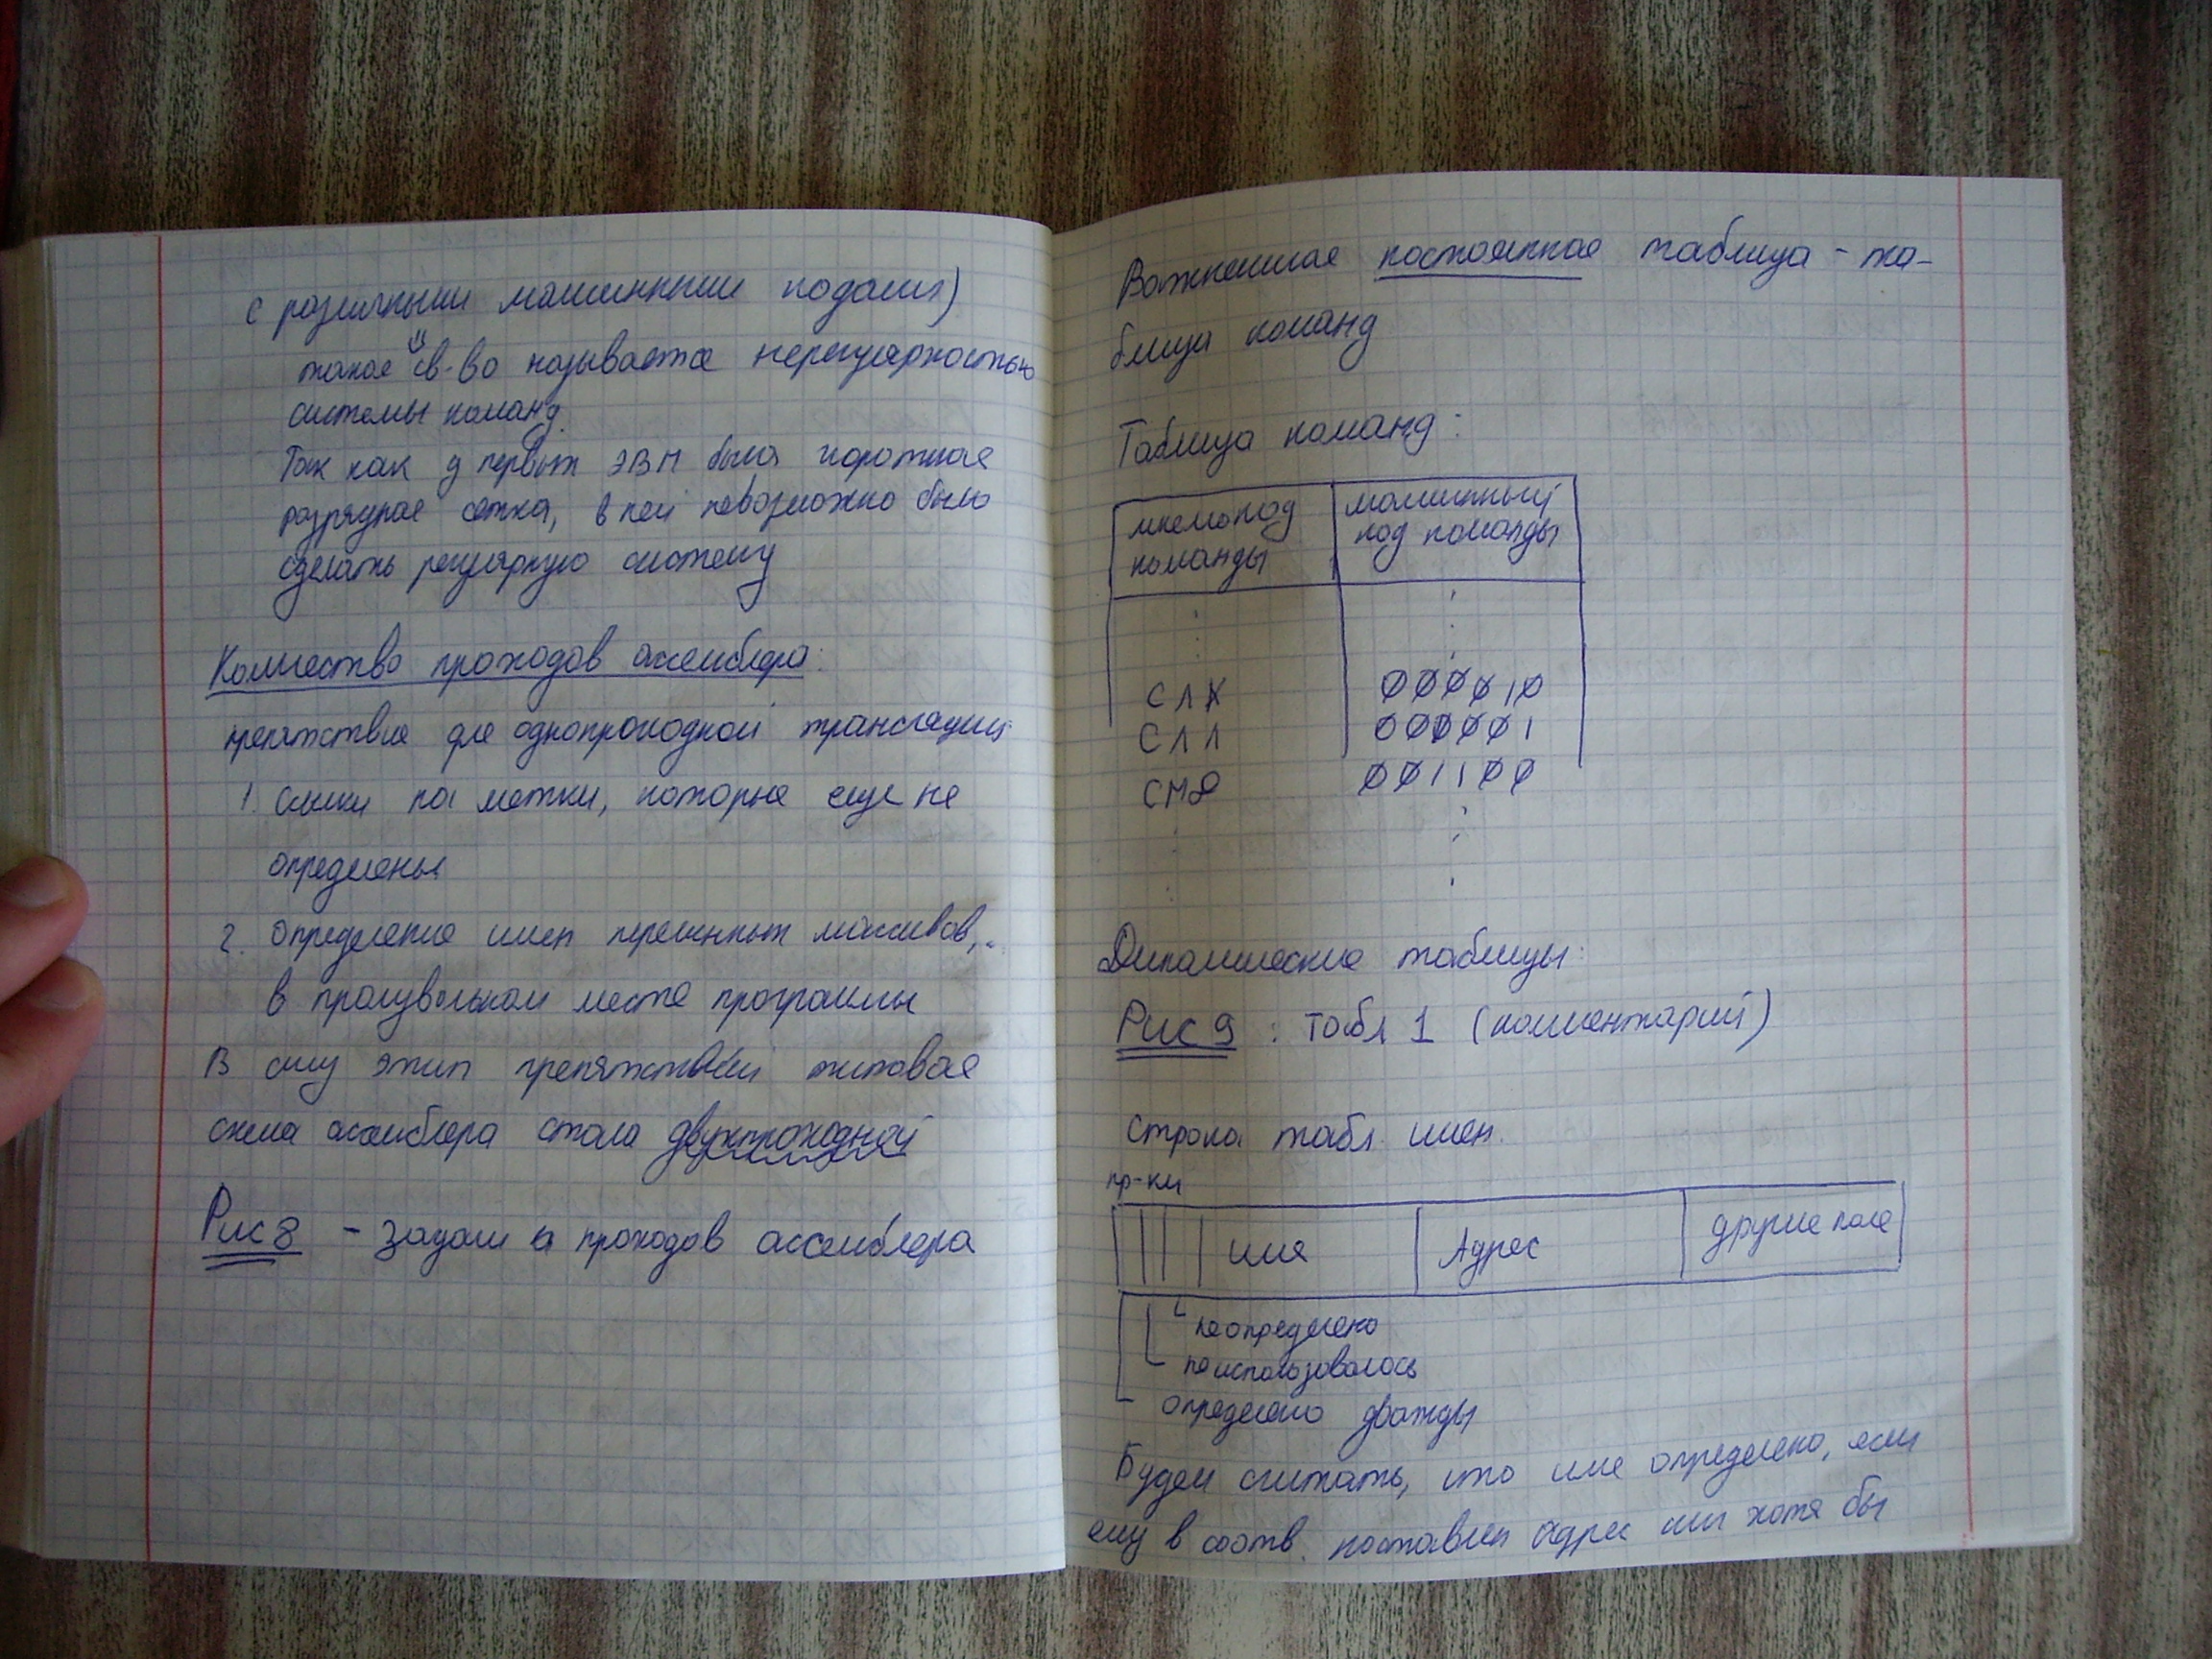 с различными машинными кодами)
такое св-во называется нерегулярностью
системы команд.
Так как у первых ЭВМ была короткая
разрядная сетка, в ней невозможно было
сделать регулярную систему
Количество проходов ассемблера:
препятствия для однопроходной трансляции:
1. Ссылки на метки, которые еще не
определены
2. Определение имен переменных массивов,..
в произвольном месте программы
В силу этих препятствий типовая
схема ассемблера стала двухпроходной
Рис 8 – задачи проходов ассемблера
Важнейшая постоянная таблица – та-
блица команд
Таблица команд:
мнемокод команды
машинный код команды
СЛК 000010
СЛЛ 000001
СМД 001100
Динамические таблицы:
Рис 9 : табл 1 (комментарий)
Строка табл. имен.
пр-ки
имя Адрес другие поля
не определено
не использовалось
определено дважды
Будем считать, что имя определено, если
ему в соотв. поставлен адрес или хотя бы